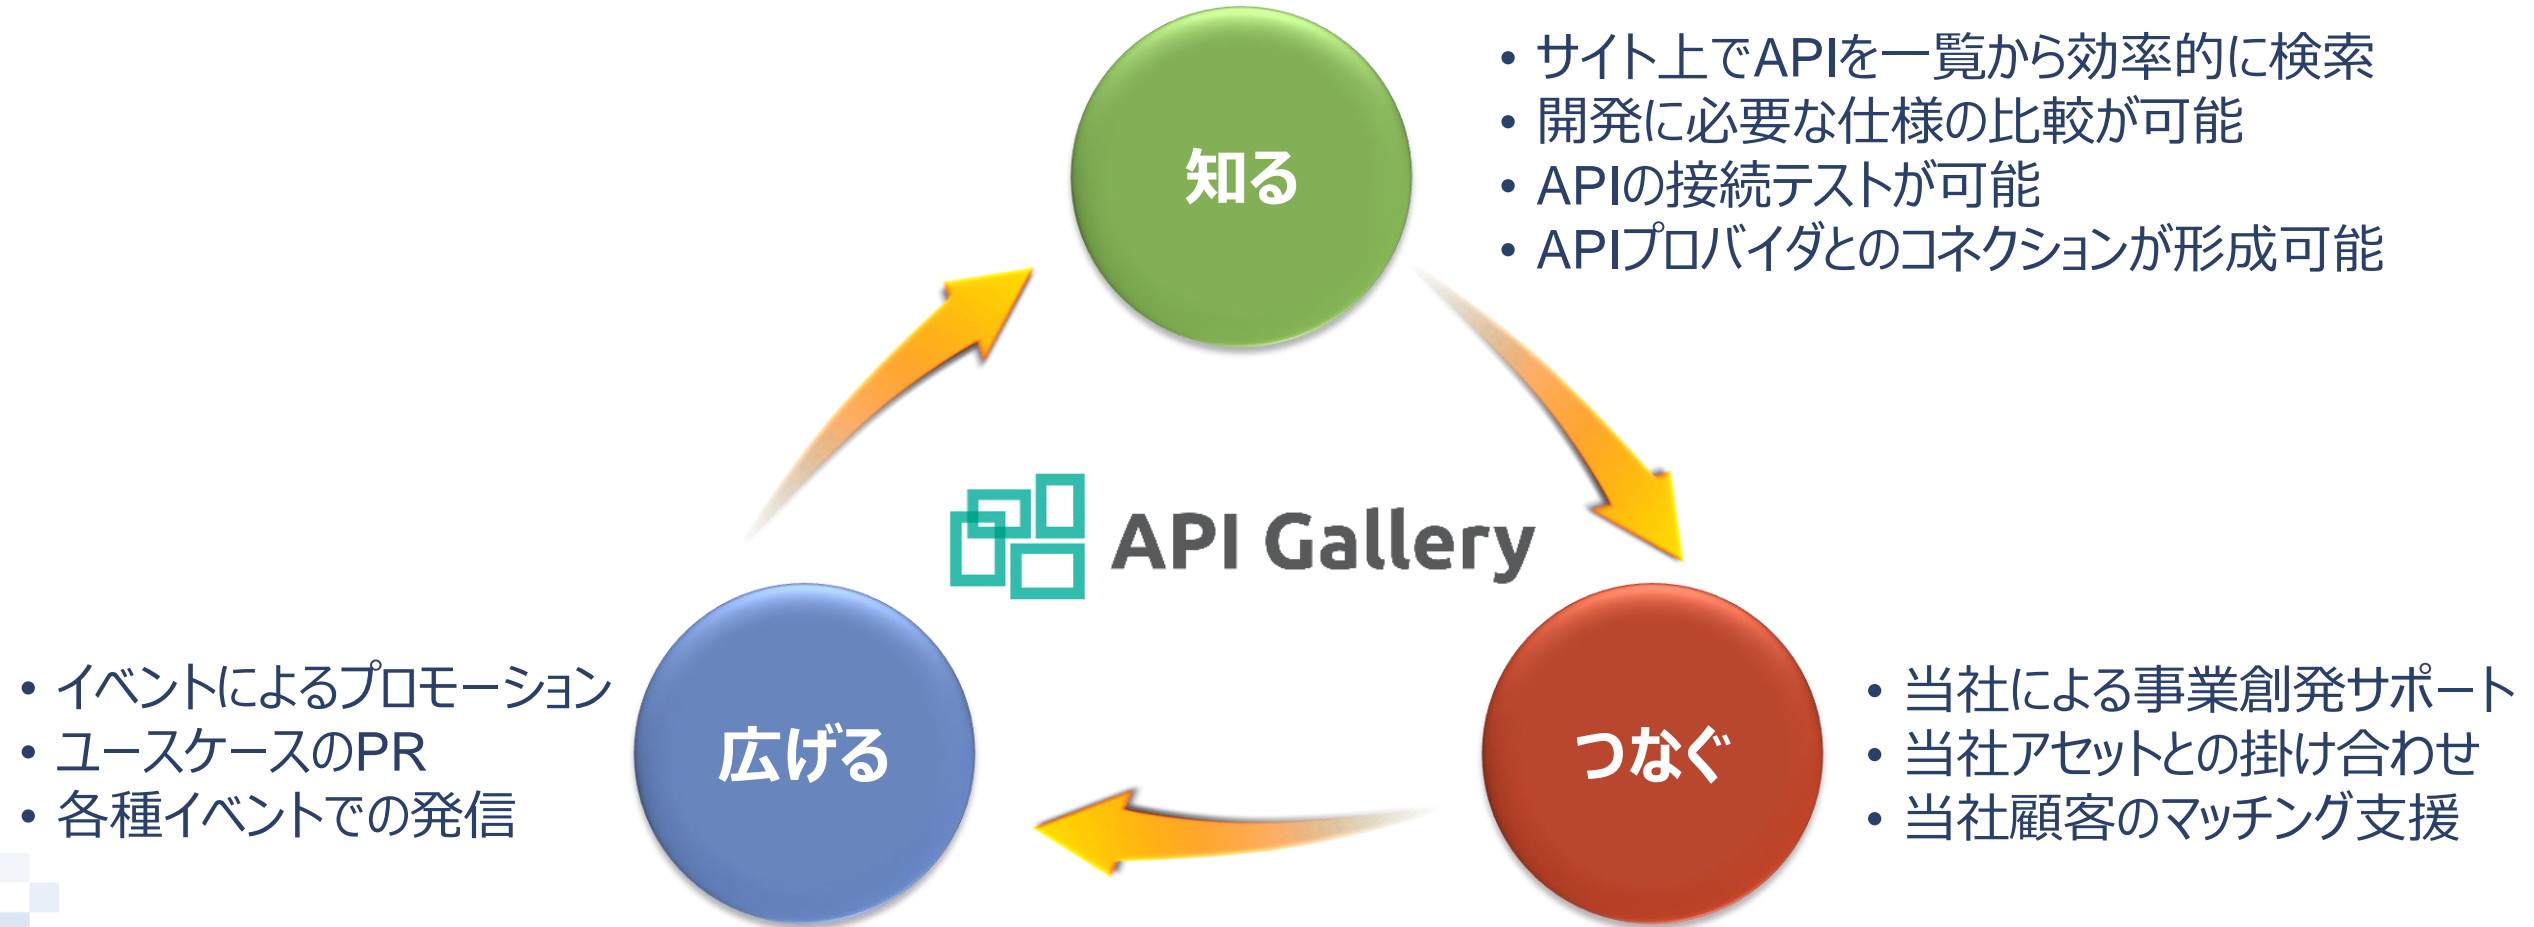 知る
• サイト上でAPIを一覧から効率的に検索
• 開発に必要な仕様の比較が可能
• APIの接続テストが可能
• APIプロバイダとのコネクションが形成可能
API Gallery
• イベントによるプロモーション
• ユースケースのPR
• 各種イベントでの発信
広げる
つなぐ
• 当社による事業創発サポート
• 当社アセットとの掛け合わせ
• 当社顧客のマッチング支援